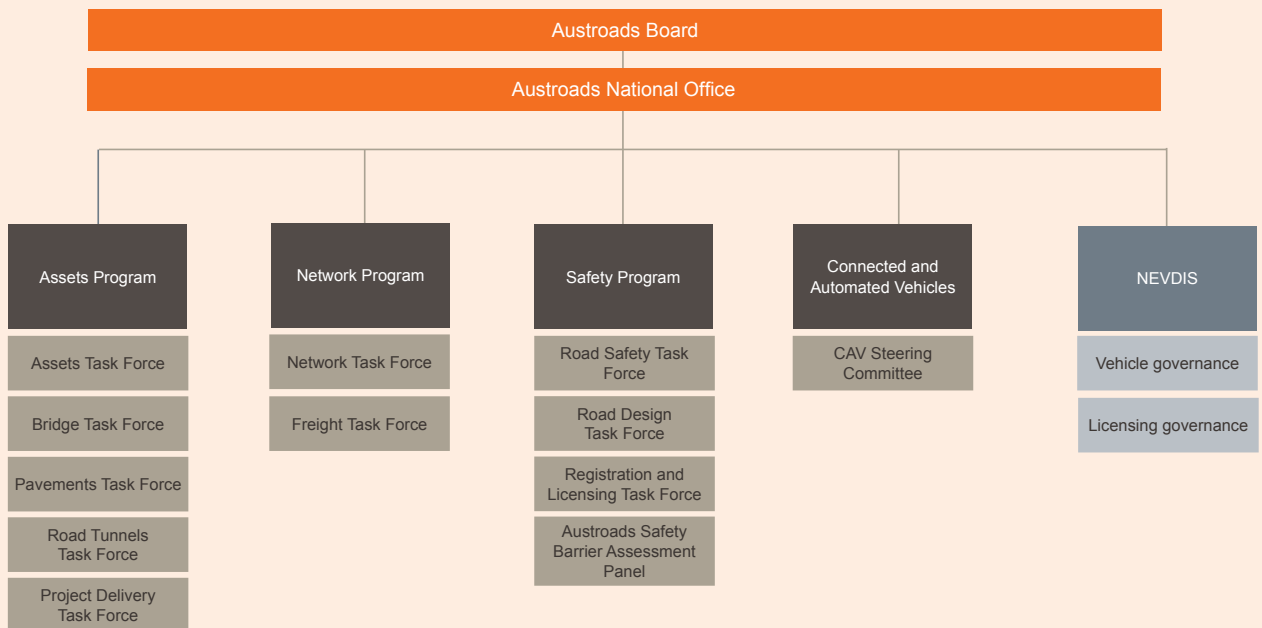 Austroads Board
Austroads National Office
Assets Program
Assets Task Force
Bridge Task Force
Pavements Task Force
Road Tunnels
Task Force
Project Delivery
Task Force
Network Program
Network Task Force
Freight Task Force
Safety Program
Road Safety Task
Force
Road Design
Task Force
Registration and
Licensing Task Force
Austroads Safety
Barrier Assessment
Panel
Connected and
Automated Vehicles
CAV Steering
Committee
NEVDIS
Vehicle governance
Licensing governance